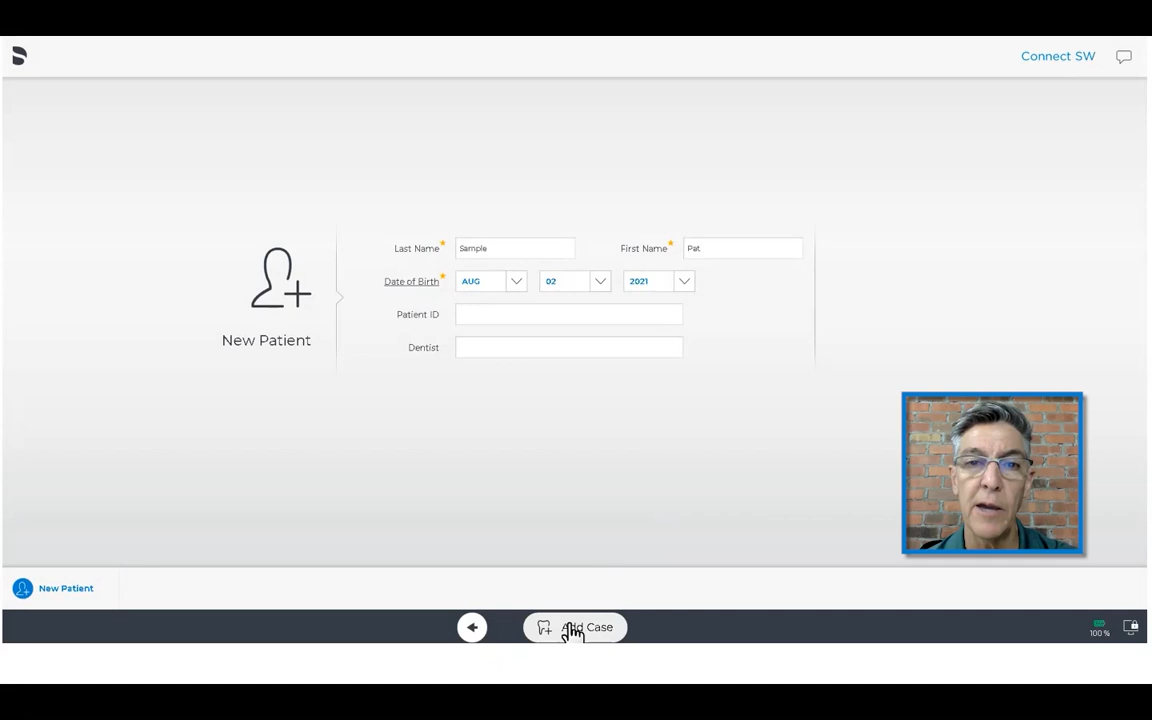 Connect SW
Last Name* Sample First Name* Pat
Date of Birth* AUG 02 2021
Patient ID
New Patient
Dentist
New Patient
Add Case
100 %